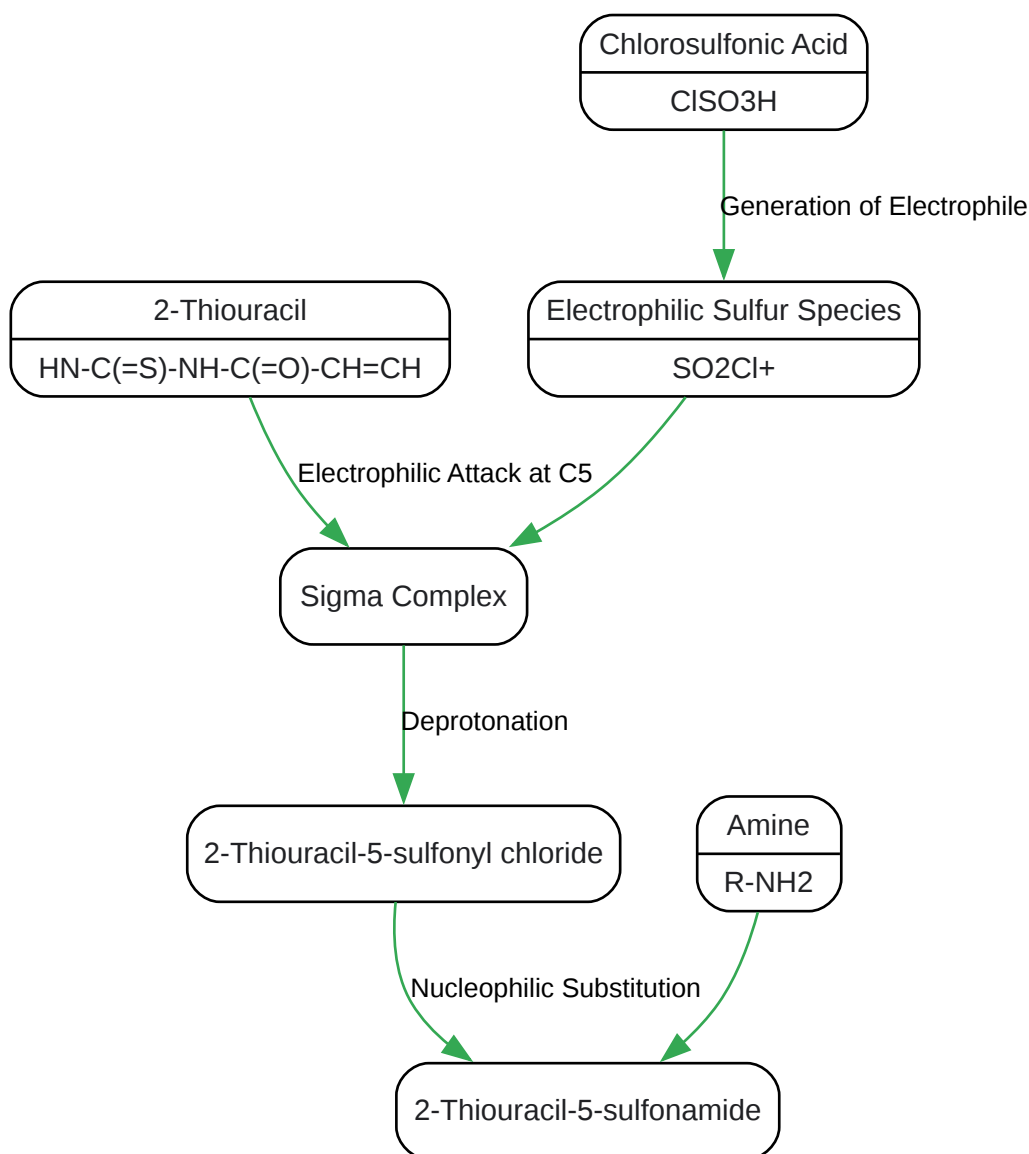 Chlorosulfonic Acid
ClSO3H
Generation of Electrophile
2-Thiouracil
HN-C(=S)-NH-C(=O)-CH=CH
Electrophilic Sulfur Species
SO2Cl+
Electrophilic Attack at C5
Sigma Complex
Deprotonation
2-Thiouracil-5-sulfonyl chloride
Amine
R-NH2
Nucleophilic Substitution
2-Thiouracil-5-sulfonamide